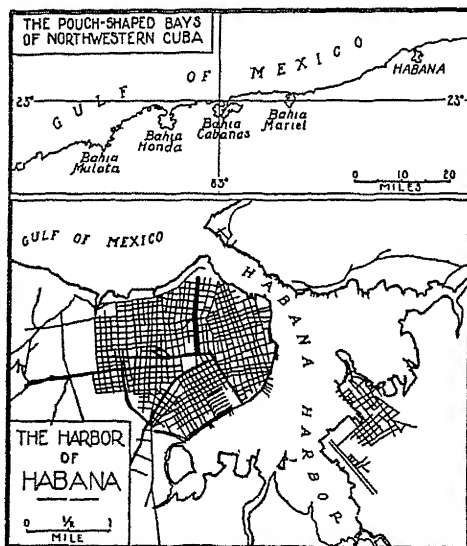 THE POUCH-SHAPED BAYS
OF NORTHWESTERN CUBA
GULF OF MEXICO
HABANA
23°
23°
Bahia
Honda
Bahia
Cabanas
Bahia
Mariel
Bahia
Mulata
83°
0 10 20
MILES
GULF OF MEXICO
HABANA HARBOR
THE HARBOR
OF
HABANA
0 ½ 1
MILE